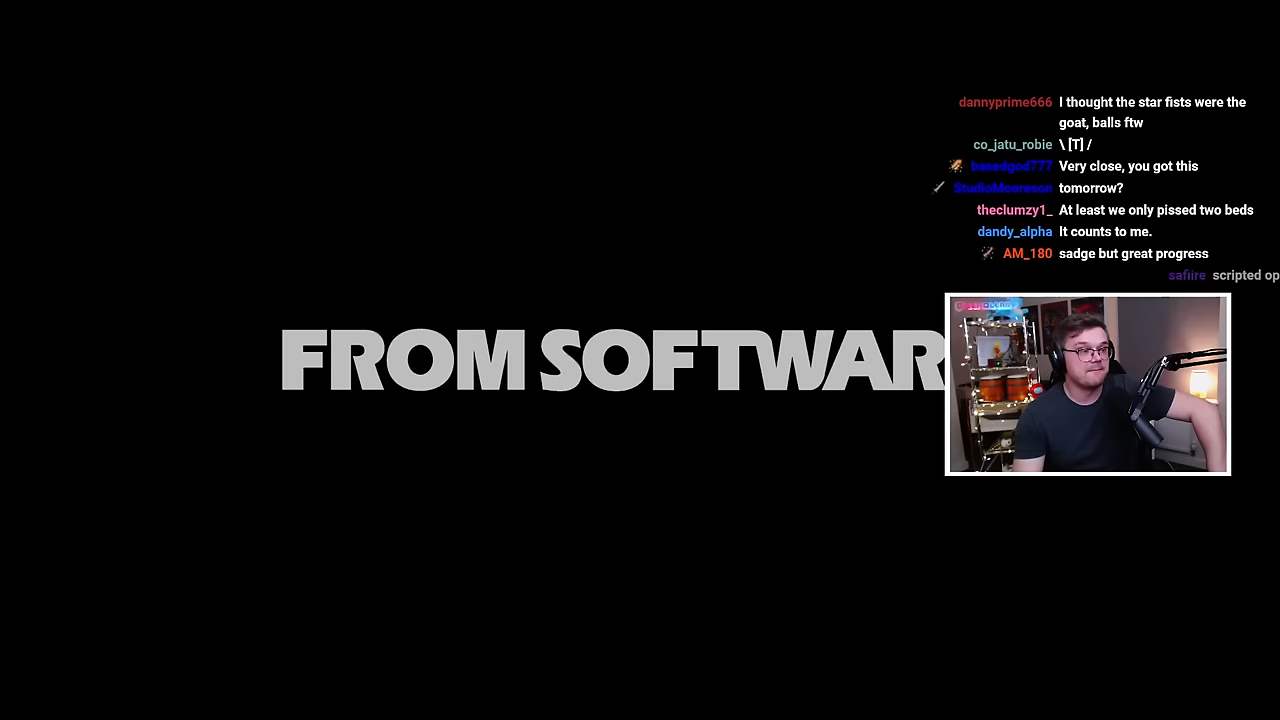 dannyprime666 I thought the star fists were the
goat, balls ftw
co_jatu_robie \ [T] /
basedgod777 Very close, you got this
StudioMooreson tomorrow?
theclumzy1_ At least we only pissed two beds
dandy_alpha It counts to me.
AM_180 sadge but great progress
safiire scripted op
FROM SOFTWAR